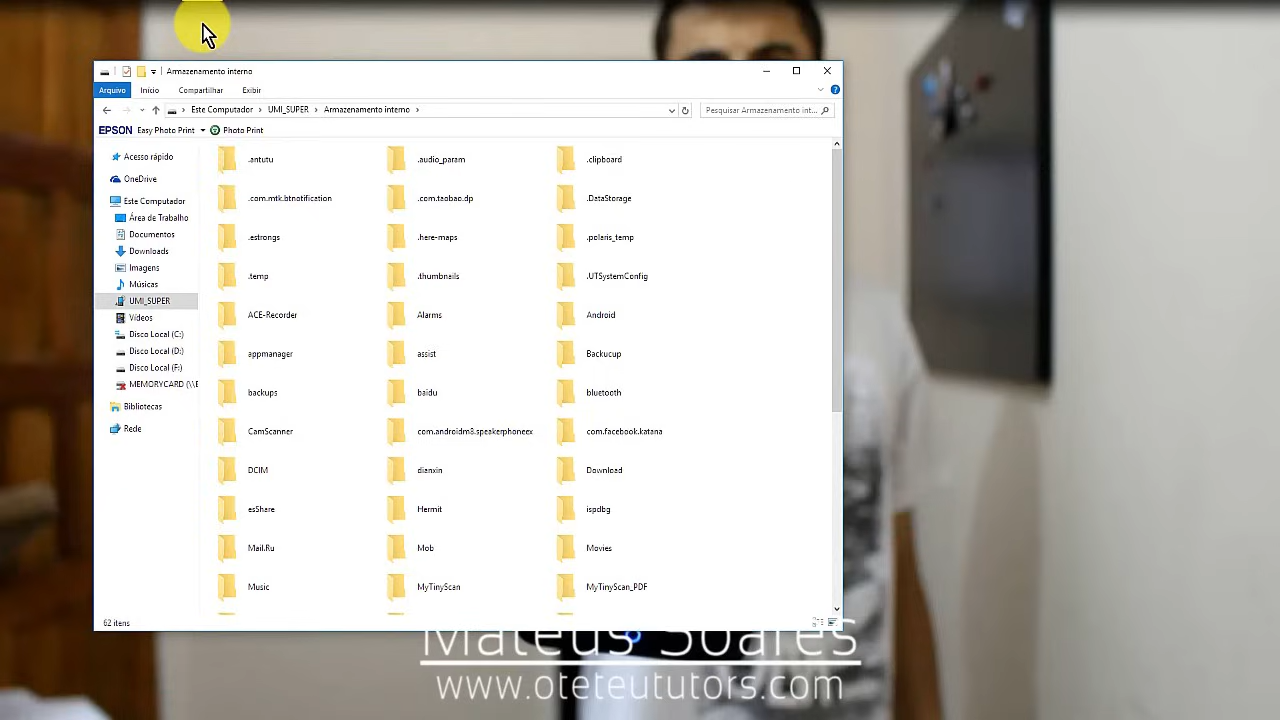 Armazenamento interno
Arquivo Início Compartilhar Exibir
Este Computador UMI_SUPER Armazenamento interno Pesquisar Armazenamento int...
EPSON Easy Photo Print Photo Print
Acesso rápido
OneDrive
Este Computador
Área de Trabalho
Documentos
Downloads
Imagens
Músicas
UMI_SUPER
Vídeos
Disco Local (C:)
Disco Local (D:)
Disco Local (F:)
MEMORYCARD (\\E
Bibliotecas
Rede
.antutu .audio_param .clipboard
.com.mtk.btnotification .com.taobao.dp .DataStorage
.estrongs .here-maps .polaris_temp
.temp .thumbnails .UTSystemConfig
ACE-Recorder Alarms Android
appmanager assist Backucup
backups baidu bluetooth
CamScanner com.androidm8.speakerphoneex com.facebook.katana
DCIM dianxin Download
esShare Hermit ispdbg
Mail.Ru Mob Movies
Music MyTinyScan MyTinyScan_PDF
62 itens
Mateus Soares
www.oteteututors.com